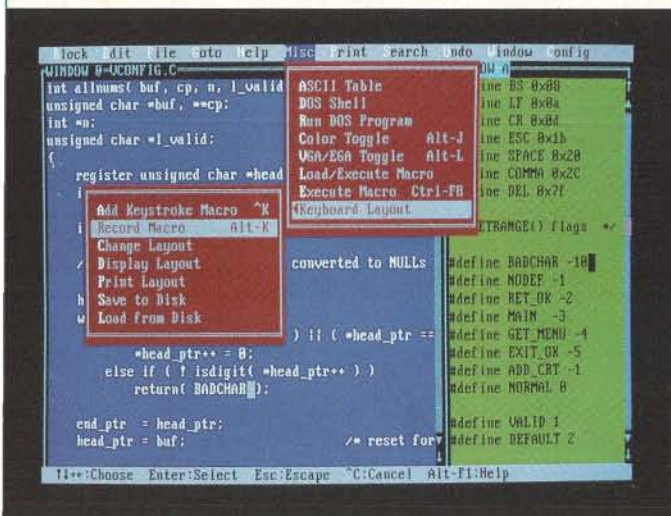 Block Edit File Goto Help Misc Print Search Undo Window Config
WINDOW 0=VCONFIG.C
int allnums( buf, cp, n, l_valid
unsigned char *buf, **cp;
int *n;
unsigned char *l_valid;
{
register unsigned char *head
ASCII Table
DOS Shell
Run DOS Program
Color Toggle Alt-J
VGA/EGA Toggle Alt-L
Load/Execute Macro
Execute Macro Ctrl-F8
Keyboard Layout
Add Keystroke Macro ^K
Record Macro Alt-K
Change Layout
Display Layout
Print Layout
Save to Disk
Load from Disk
converted to NULLs
) || ( *head_ptr ==
*head_ptr++ = 0;
else if ( ! isdigit( *head_ptr++ ) )
return( BADCHAR );
end_ptr = head_ptr;
head_ptr = buf; /* reset for
OW A
ine BS 0x08
ine LF 0x0a
ine CR 0x0d
ine ESC 0x1b
ine SPACE 0x20
ine COMMA 0x2C
ine DEL 0x7f
ETRANGE() flags */
#define BADCHAR -10
#define NODEF -1
#define RET_OK -2
#define MAIN -3
#define GET_MENU -4
#define EXIT_OK -5
#define ADD_CRT -1
#define NORMAL 0
#define VALID 1
#define DEFAULT 2
:Choose Enter:Select Esc:Escape ^C:Cancel Alt-F1:Help